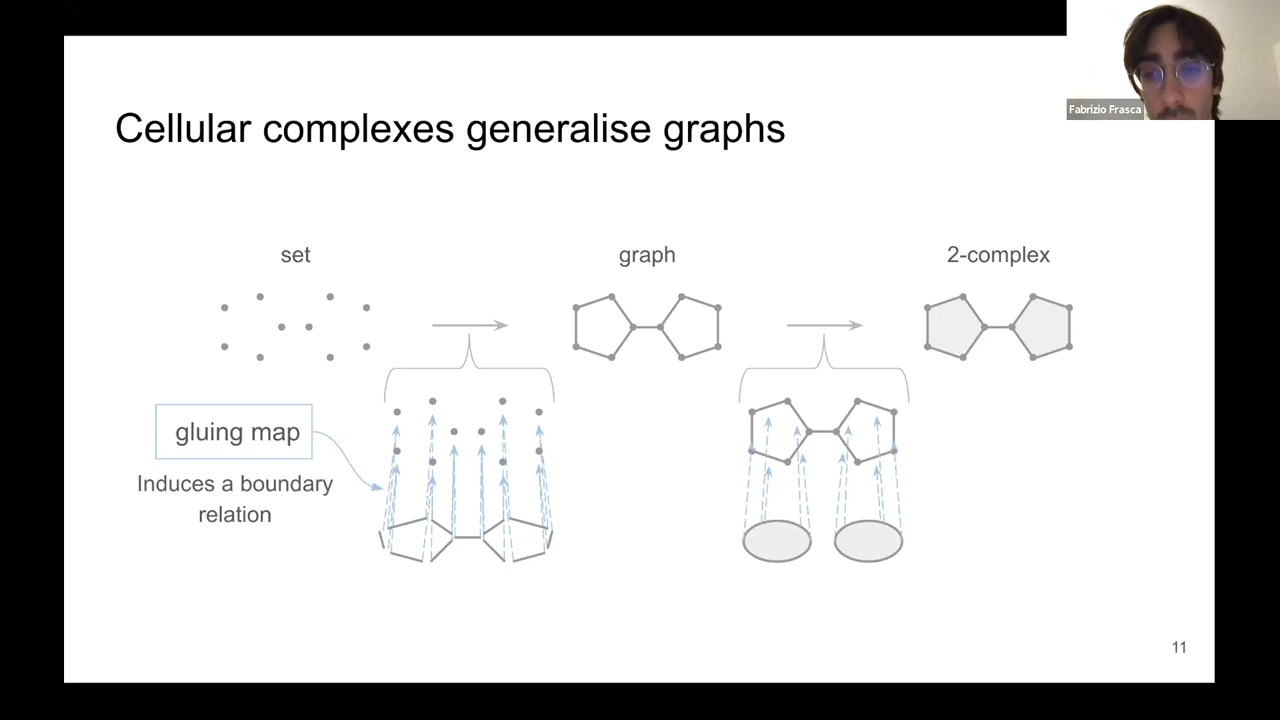 Fabrizio Frasca
Cellular complexes generalise graphs
set
graph
2-complex
gluing map
Induces a boundary
relation
11